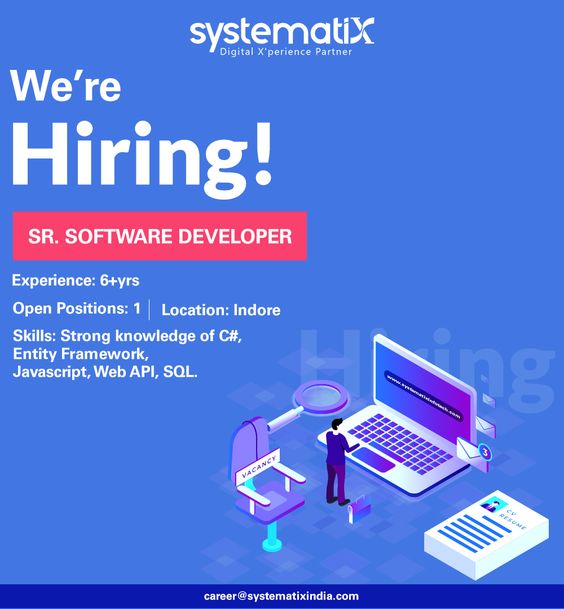 systematiX
Digital X'perience Partner
We're
Hiring!
SR. SOFTWARE DEVELOPER
Experience: 6+yrs
Open Positions: 1 | Location: Indore
Skills: Strong knowledge of C#,
Entity Framework,
Javascript, Web API, SQL.
Hiring
www.systematixinfotech.com
3
VACANCY
CV
RESUME
career@systematixindia.com